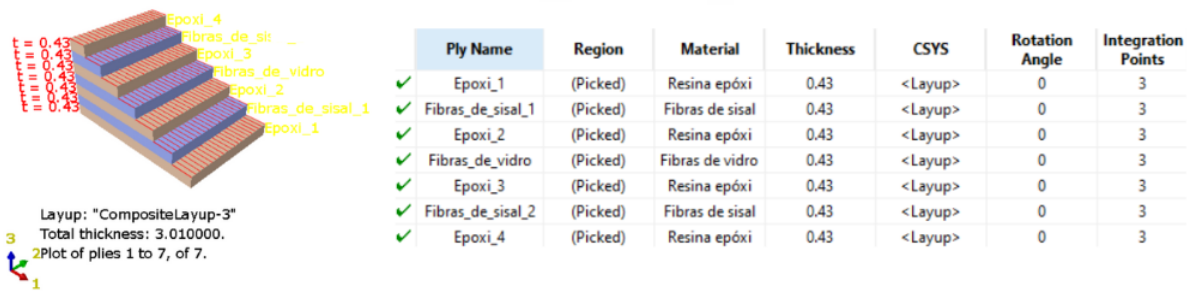 Epoxi_4
Fibras_de_sis
Epoxi_3
Fibras_de_vidro
Epoxi_2
Fibras_de_sisal_1
Epoxi_1
t = 0.43
t = 0.43
t = 0.43
t = 0.43
t = 0.43
t = 0.43
t = 0.43
Layup: "CompositeLayup-3"
Total thickness: 3.010000.
Plot of plies 1 to 7, of 7.
3
2
1
Ply Name Region Material Thickness CSYS Rotation Angle Integration Points
Epoxi_1 (Picked) Resina epóxi 0.43 <Layup> 0 3
Fibras_de_sisal_1 (Picked) Fibras de sisal 0.43 <Layup> 0 3
Epoxi_2 (Picked) Resina epóxi 0.43 <Layup> 0 3
Fibras_de_vidro (Picked) Fibras de vidro 0.43 <Layup> 0 3
Epoxi_3 (Picked) Resina epóxi 0.43 <Layup> 0 3
Fibras_de_sisal_2 (Picked) Fibras de sisal 0.43 <Layup> 0 3
Epoxi_4 (Picked) Resina epóxi 0.43 <Layup> 0 3